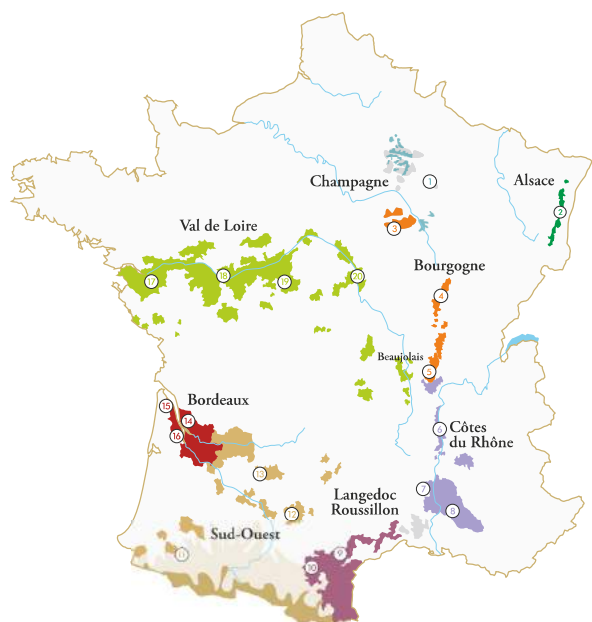 Champagne
1
Alsace
2
3
Val de Loire
17
18
19
20
Bourgogne
4
Beaujolais
5
Bordeaux
15
14
16
6
Côtes
du Rhône
13
7
8
Langedoc
Roussillon
12
Sud-Ouest
11
9
10